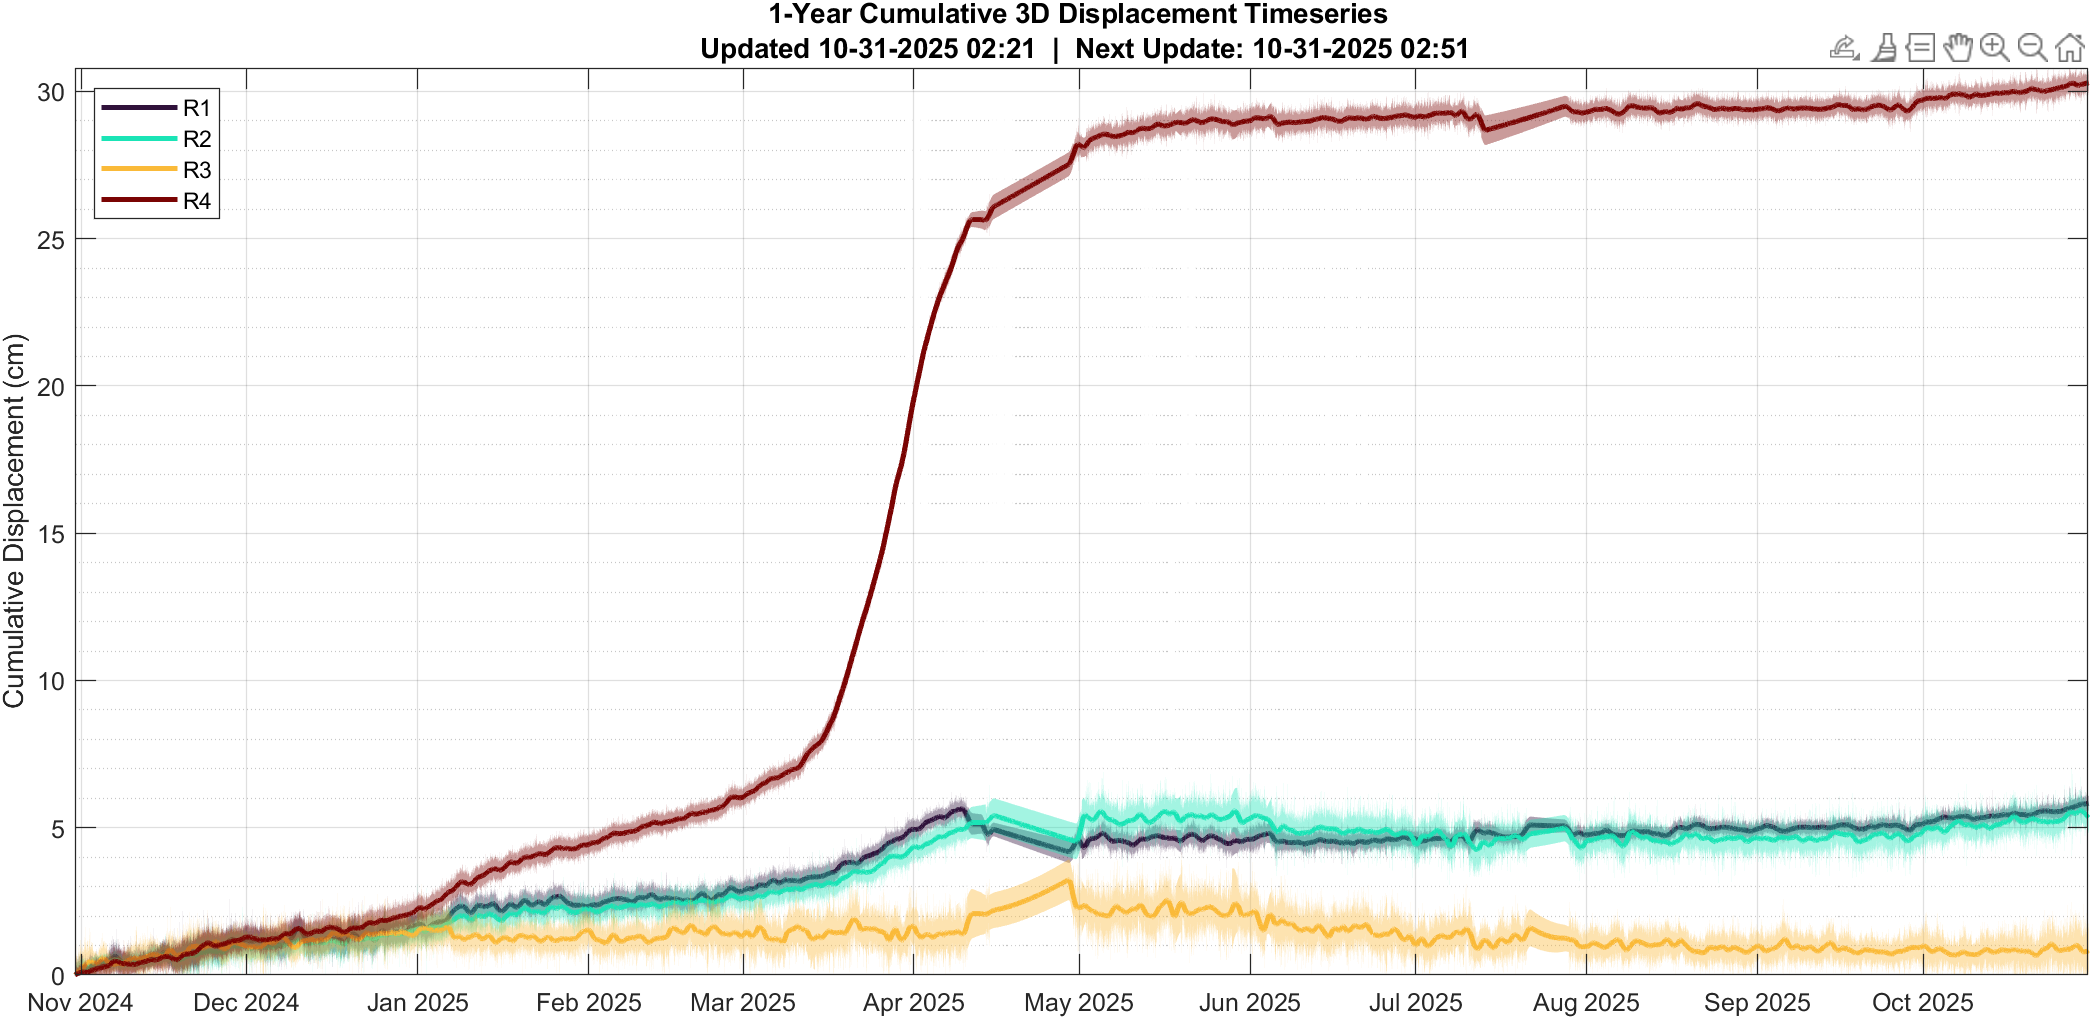 1-Year Cumulative 3D Displacement Timeseries
Updated 10-31-2025 02:21 | Next Update: 10-31-2025 02:51
R1
R2
R3
R4
Cumulative Displacement (cm)
30
25
20
15
10
5
0
Nov 2024 Dec 2024 Jan 2025 Feb 2025 Mar 2025 Apr 2025 May 2025 Jun 2025 Jul 2025 Aug 2025 Sep 2025 Oct 2025